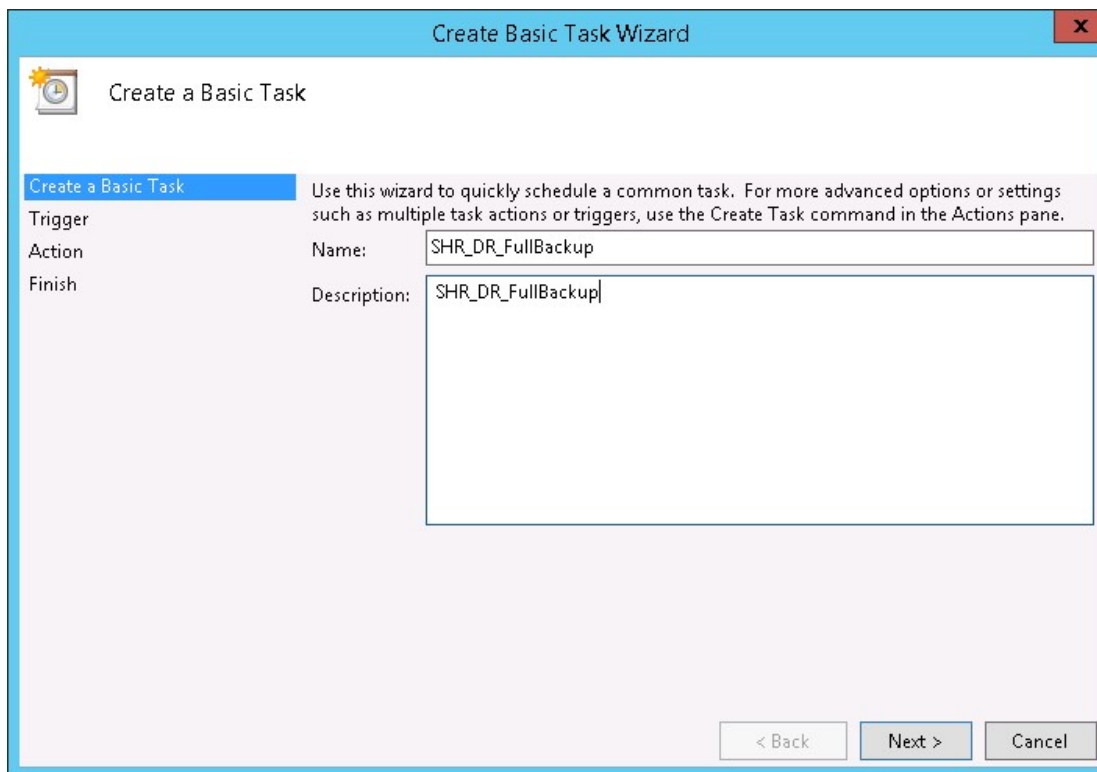 Create Basic Task Wizard
x
Create a Basic Task
Create a Basic Task
Trigger
Action
Finish
Use this wizard to quickly schedule a common task. For more advanced options or settings
such as multiple task actions or triggers, use the Create Task command in the Actions pane.
Name: SHR_DR_FullBackup
Description: SHR_DR_FullBackup
< Back Next > Cancel